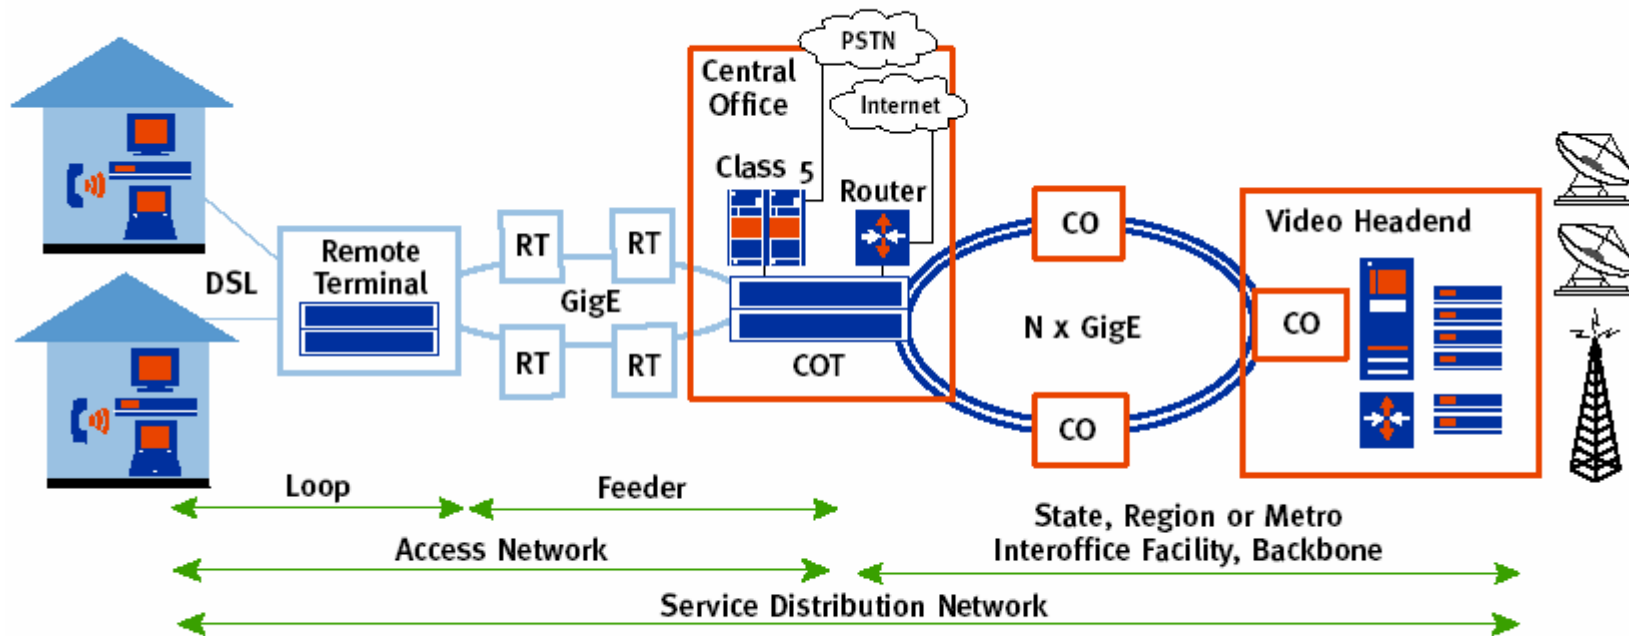 PSTN
Central
Office
Internet
Class 5
Router
RT
RT
CO
Video Headend
Remote
Terminal
DSL
GigE
N x GigE
CO
RT
RT
COT
CO
Loop
Feeder
State, Region or Metro
Interoffice Facility, Backbone
Access Network
Service Distribution Network